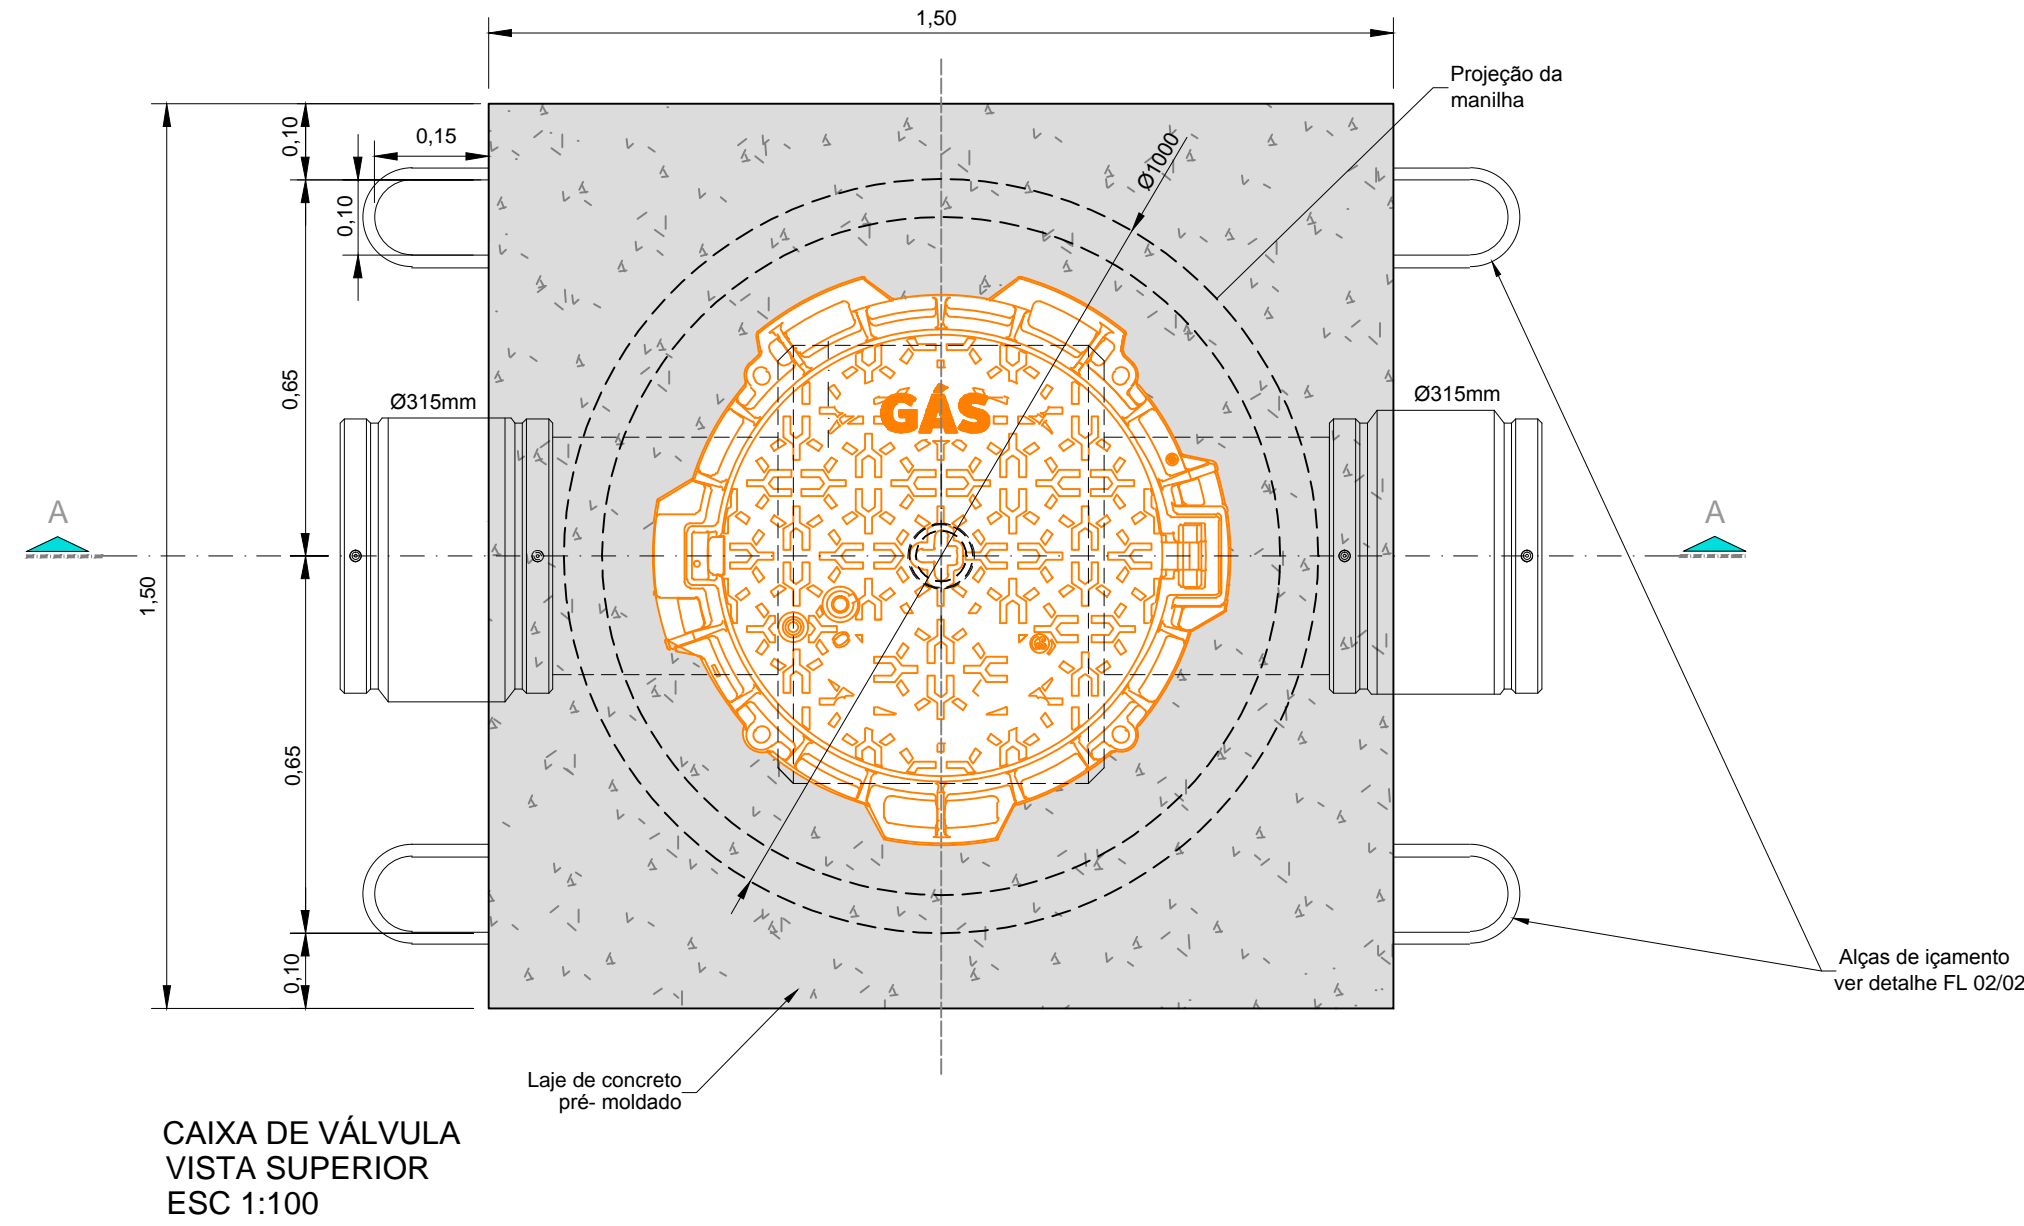 1,50
Projeção da
manilha
0,10
0,15
Ø1000
0,10
0,65
Ø315mm
Ø315mm
GÁS
A
A
1,50
0,65
0,10
Alças de içamento
ver detalhe FL 02/02
Laje de concreto
pré- moldado
CAIXA DE VÁLVULA
VISTA SUPERIOR
ESC 1:100